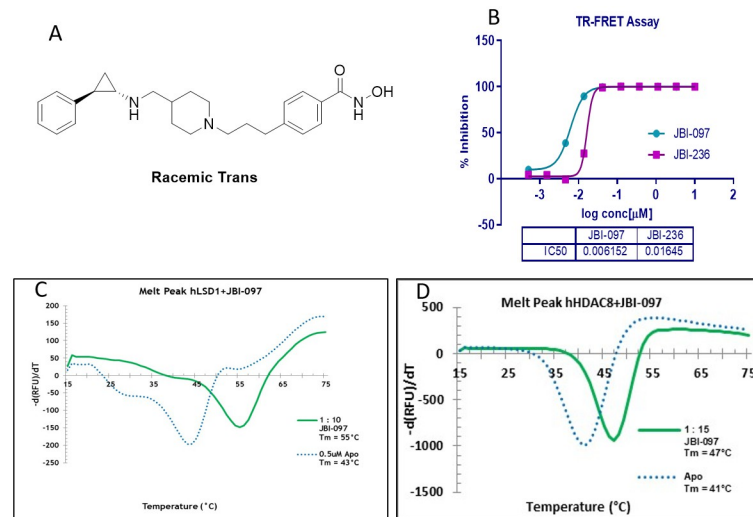 A
O
OH
N
H
N
H
N
Racemic Trans
B
TR-FRET Assay
% Inhibition
150
100
50
0
-50
-3
-2
-1
0
1
2
log conc[µM]
JBI-097
JBI-236
JBI-097 JBI-236
IC50 0.006152 0.01645
C
Melt Peak hLSD1+JBI-097
-d(RFU)/dT
200
150
100
50
0
-50
-100
-150
-200
-250
15 25 35 45 55 65 75
1 : 10
JBI-097
Tm = 55°C
0.5uM Apo
Tm = 43°C
Temperature (°C)
D
Melt Peak hHDAC8+JBI-097
-d(RFU)/dT
500
0
-500
-1000
-1500
15 25 35 45 55 65 75
1 : 15
JBI-097
Tm = 47°C
Apo
Tm = 41°C
Temperature (°C)